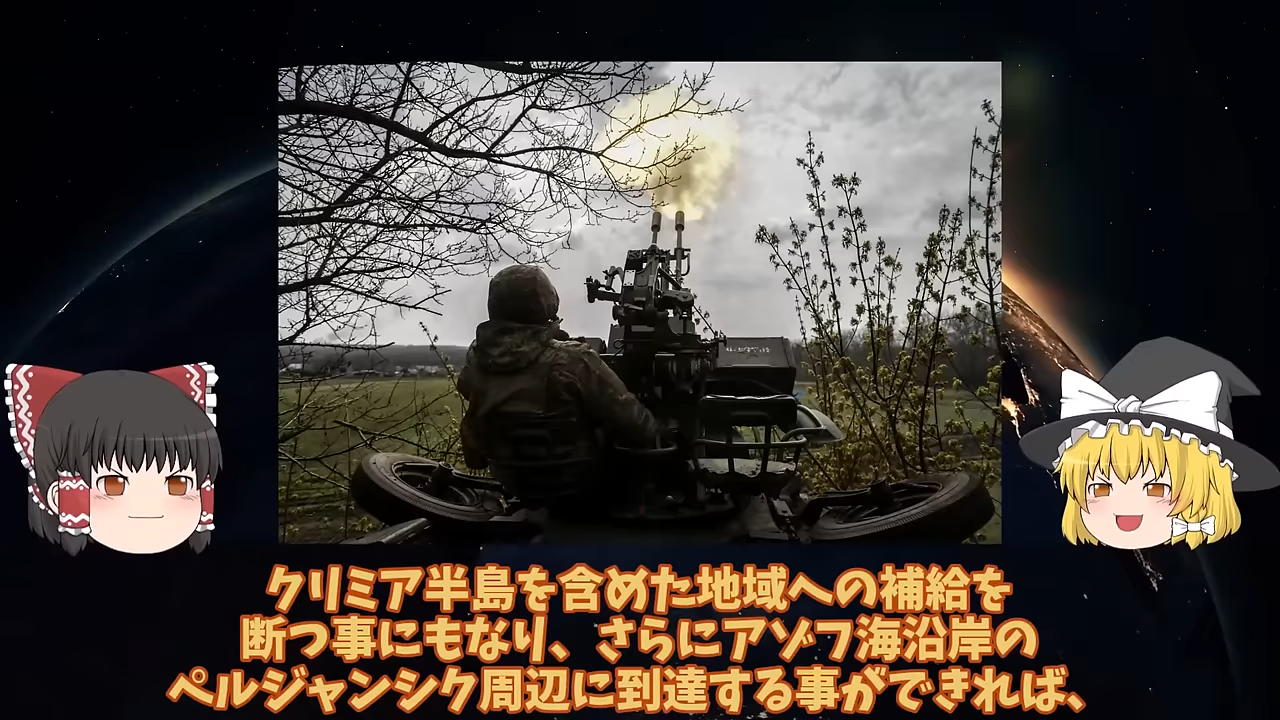 クリミア半島を含めた地域への補給を
断つ事にもなり、さらにアゾフ海沿岸の
ペルジャンシク周辺に到達する事ができれば、